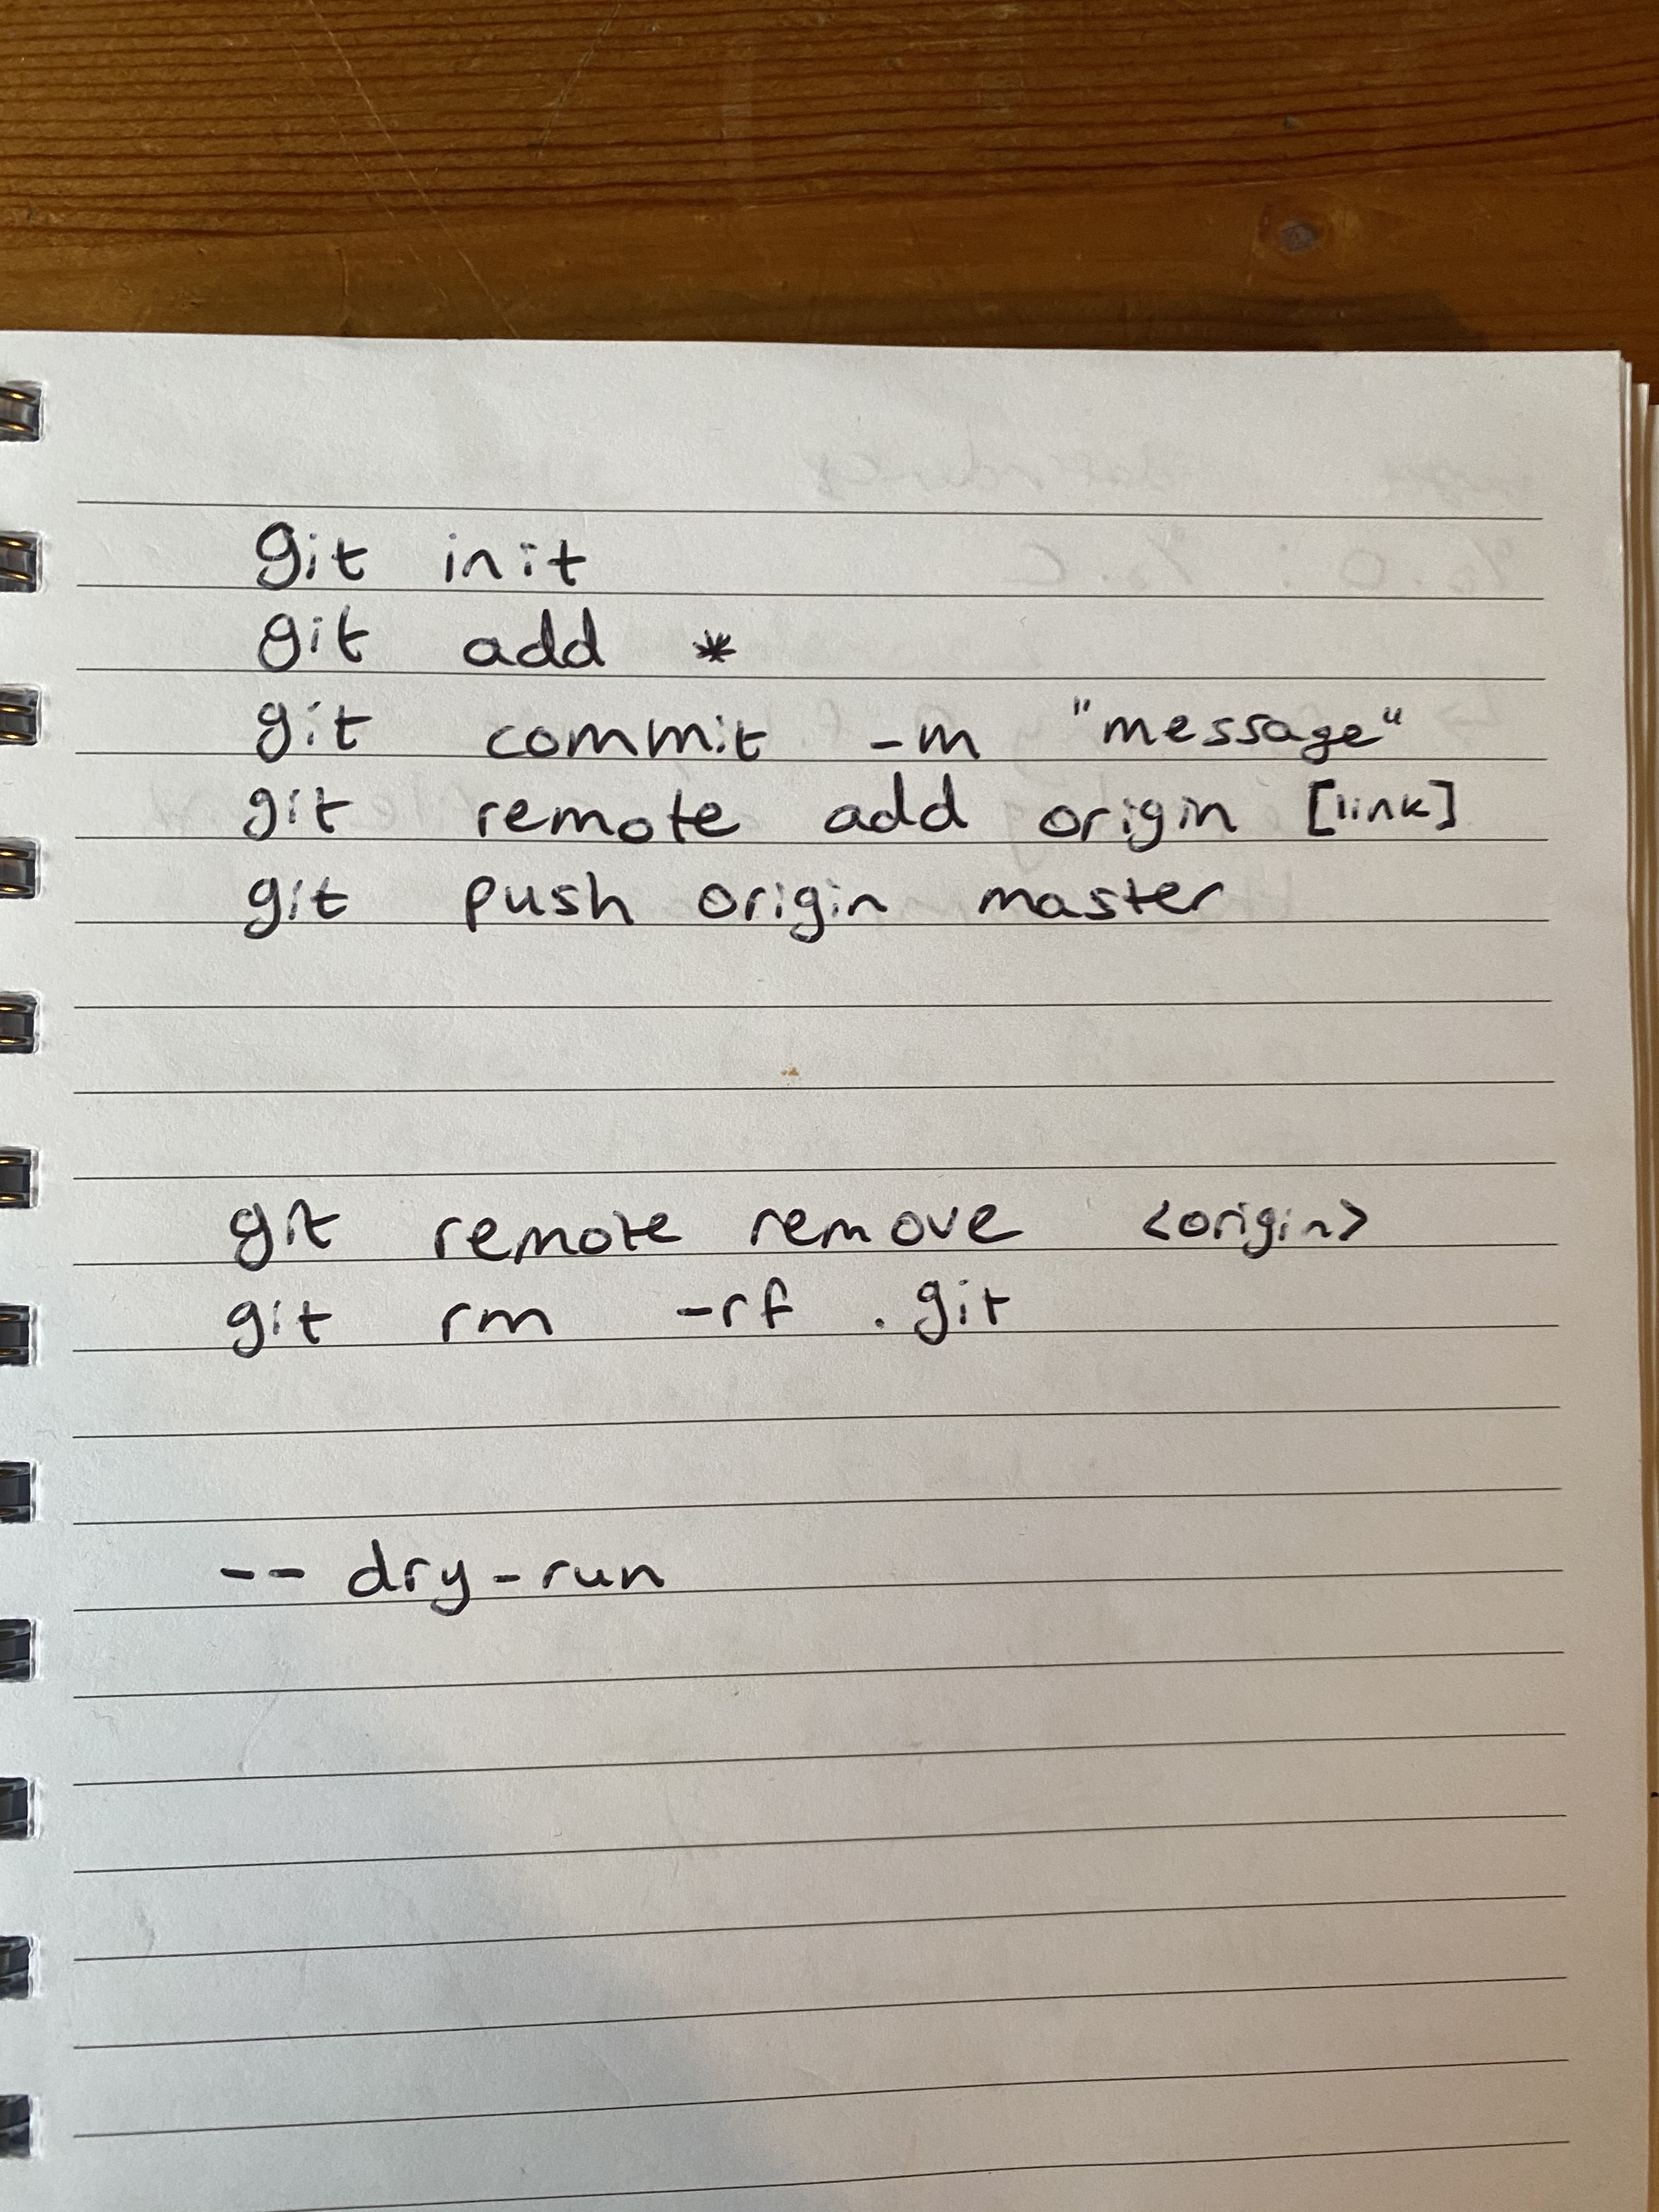 git init
git add *
git commit -m "message"
git remote add origin [link]
git push origin master
git remote remove <origin>
git rm -rf .git
-- dry-run